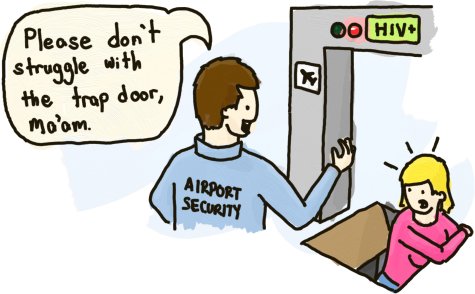 Please don't
struggle with
the trap door,
ma'am.
HIV+
AIRPORT
SECURITY